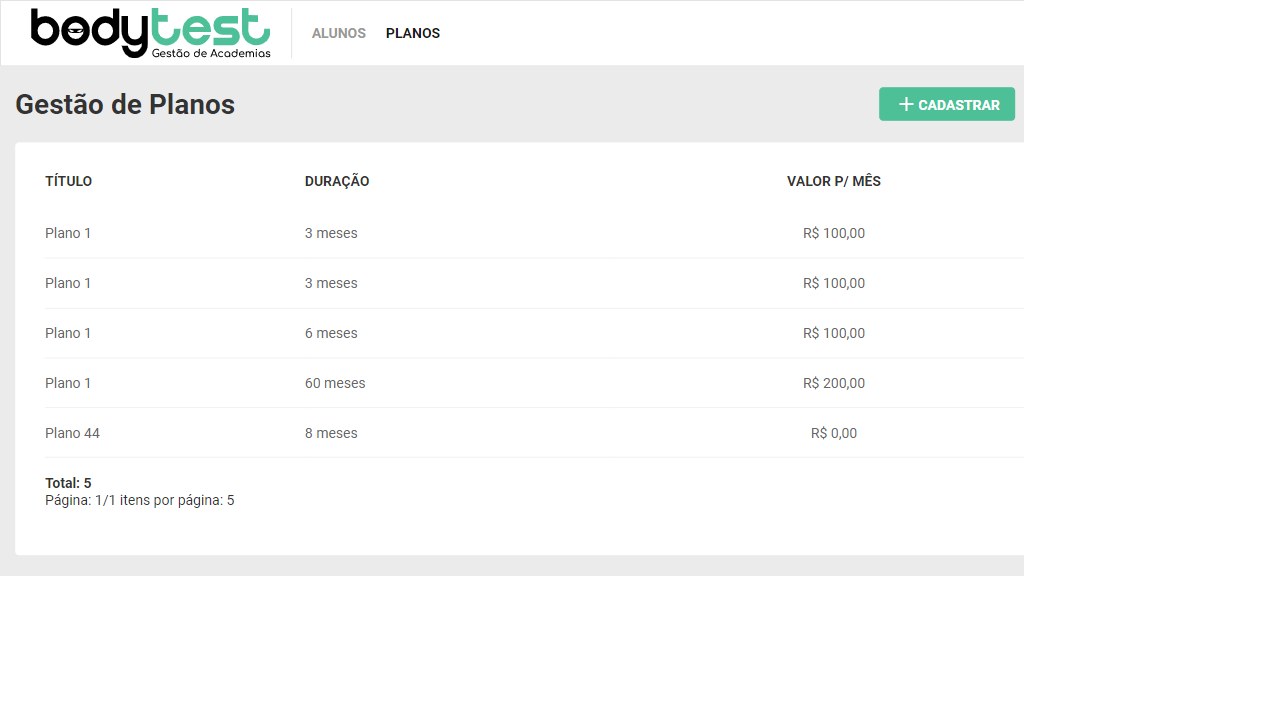 bodytest
Gestão de Academias
ALUNOS PLANOS
Gestão de Planos
CADASTRAR
TÍTULO DURAÇÃO VALOR P/ MÊS
Plano 1 3 meses R$ 100,00
Plano 1 3 meses R$ 100,00
Plano 1 6 meses R$ 100,00
Plano 1 60 meses R$ 200,00
Plano 44 8 meses R$ 0,00
Total: 5
Página: 1/1 itens por página: 5